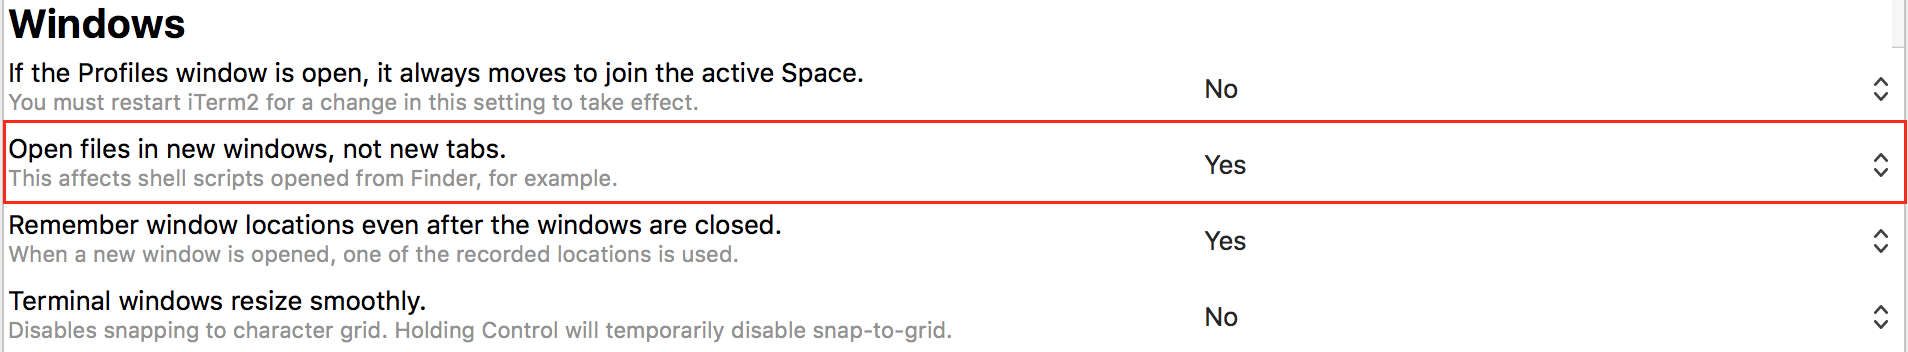 Windows
If the Profiles window is open, it always moves to join the active Space.
No
You must restart iTerm2 for a change in this setting to take effect.
Open files in new windows, not new tabs.
Yes
This affects shell scripts opened from Finder, for example.
Remember window locations even after the windows are closed.
Yes
When a new window is opened, one of the recorded locations is used.
Terminal windows resize smoothly.
No
Disables snapping to character grid. Holding Control will temporarily disable snap-to-grid.